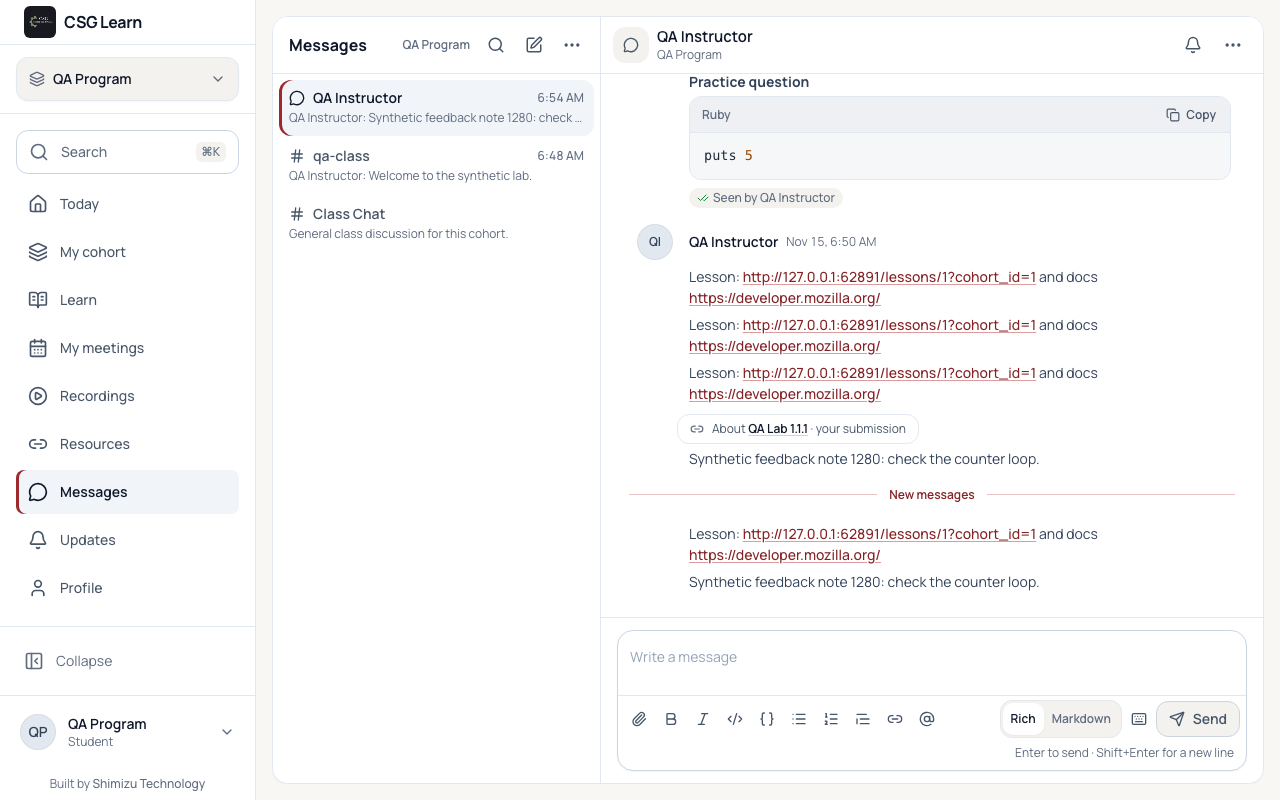 CSG Learn
QA Program
Search
⌘K
Today
My cohort
Learn
My meetings
Recordings
Resources
Messages
Updates
Profile
Collapse
QP
QA Program
Student
Built by Shimizu Technology
Messages
QA Program
QA Instructor
6:54 AM
QA Instructor: Synthetic feedback note 1280: check …
# qa-class
6:48 AM
QA Instructor: Welcome to the synthetic lab.
# Class Chat
General class discussion for this cohort.
QA Instructor
QA Program
Practice question
Ruby
Copy
puts 5
Seen by QA Instructor
QI
QA Instructor Nov 15, 6:50 AM
Lesson: http://127.0.0.1:62891/lessons/1?cohort_id=1 and docs
https://developer.mozilla.org/
Lesson: http://127.0.0.1:62891/lessons/1?cohort_id=1 and docs
https://developer.mozilla.org/
Lesson: http://127.0.0.1:62891/lessons/1?cohort_id=1 and docs
https://developer.mozilla.org/
About QA Lab 1.1.1 · your submission
Synthetic feedback note 1280: check the counter loop.
New messages
Lesson: http://127.0.0.1:62891/lessons/1?cohort_id=1 and docs
https://developer.mozilla.org/
Synthetic feedback note 1280: check the counter loop.
Write a message
Rich
Markdown
Send
Enter to send · Shift+Enter for a new line